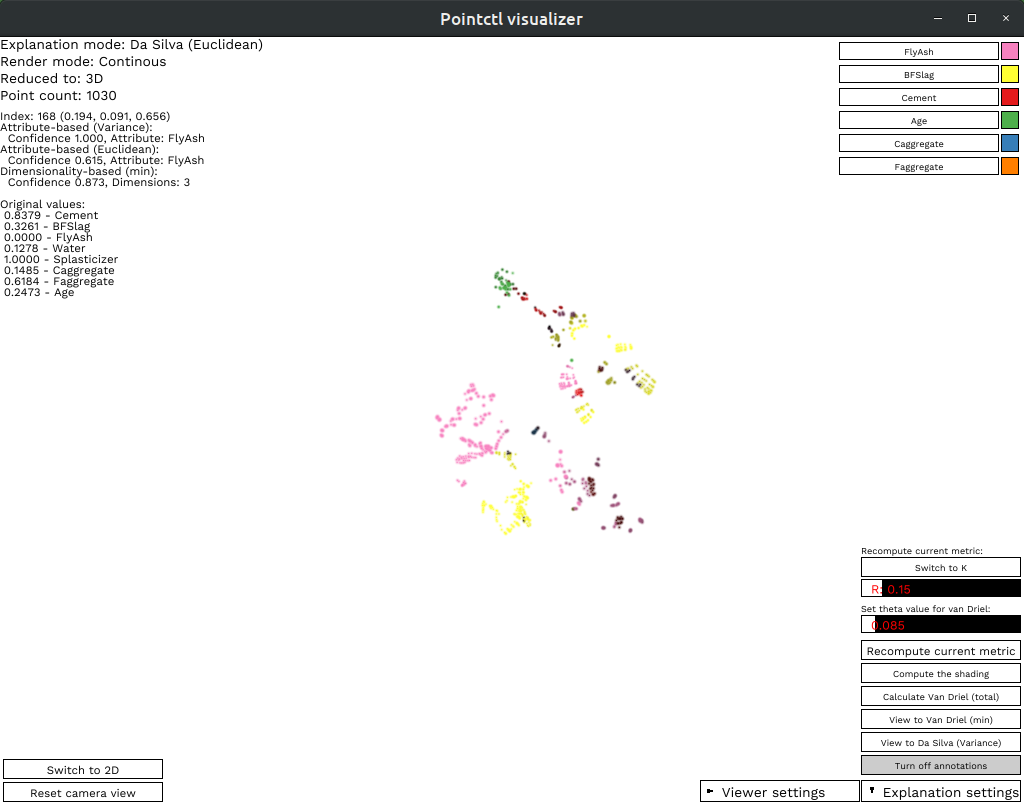 Pointctl visualizer
Explanation mode: Da Silva (Euclidean)
Render mode: Continous
Reduced to: 3D
Point count: 1030
Index: 168 (0.194, 0.091, 0.656)
Attribute-based (Variance):
Confidence 1.000, Attribute: FlyAsh
Attribute-based (Euclidean):
Confidence 0.615, Attribute: FlyAsh
Dimensionality-based (min):
Confidence 0.873, Dimensions: 3
Original values:
0.8379 - Cement
0.3261 - BFSlag
0.0000 - FlyAsh
0.1278 - Water
1.0000 - Splasticizer
0.1485 - Caggregate
0.6184 - Faggregate
0.2473 - Age
FlyAsh
BFSlag
Cement
Age
Caggregate
Faggregate
Recompute current metric:
Switch to K
R: 0.15
Set theta value for van Driel:
0.085
Recompute current metric
Compute the shading
Calculate Van Driel (total)
View to Van Driel (min)
View to Da Silva (Variance)
Turn off annotations
Switch to 2D
Reset camera view
Viewer settings
Explanation settings